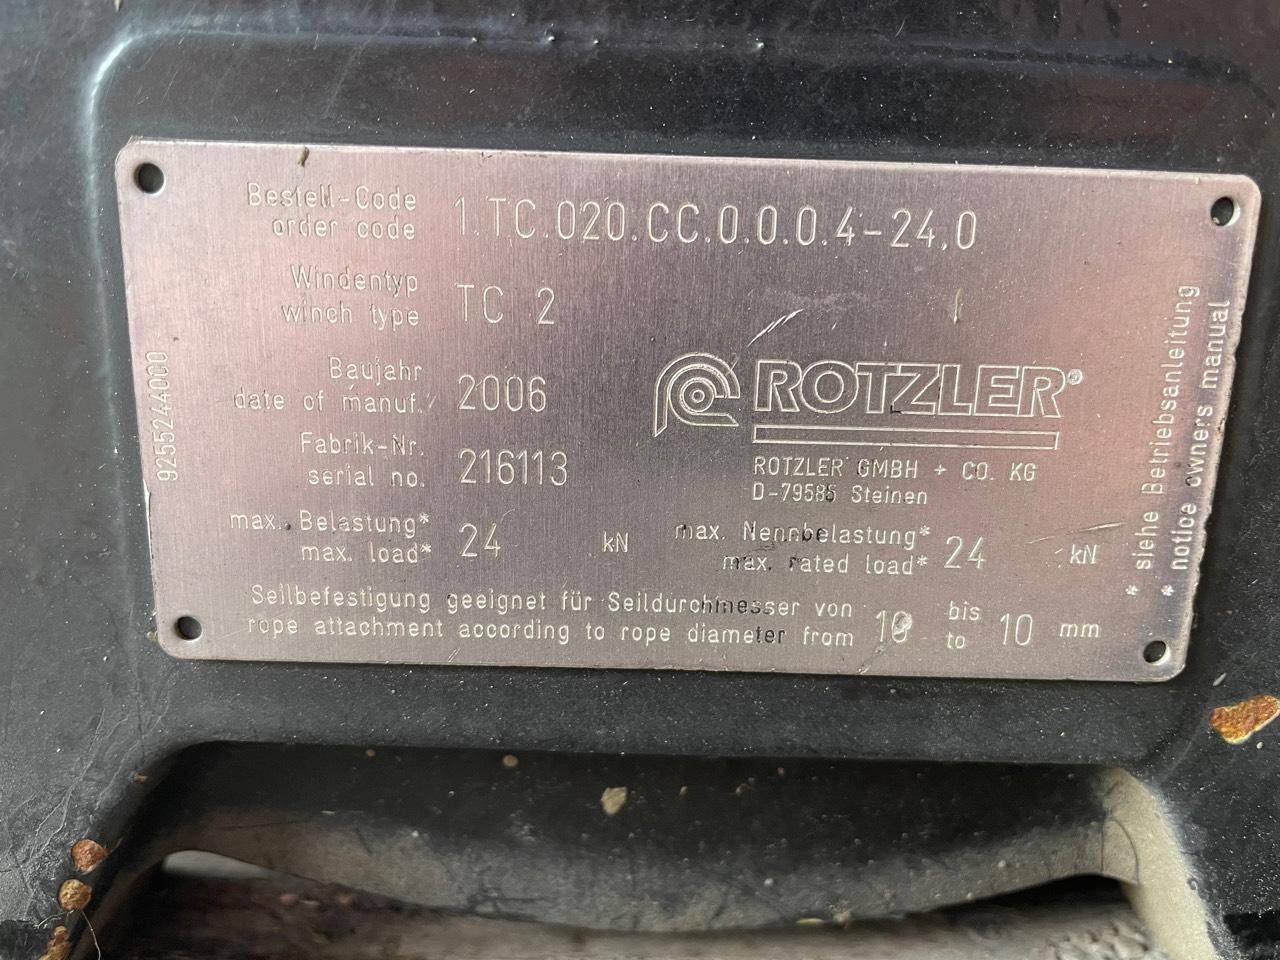 Bestell-Code
order code 1.TC.020.CC.0.0.0.4-24,0
Windentyp
winch type TC 2
Baujahr
date of manuf. 2006
Fabrik-Nr.
serial no. 216113
ROTZLER®
ROTZLER GMBH + CO. KG
D-79585 Steinen
max. Belastung*
max. load* 24 kN
max. Nennbelastung*
max. rated load* 24 kN
Seilbefestigung geeignet für Seildurchmesser von 10 bis 10 mm
rope attachment according to rope diameter from to
9255244000
* siehe Betriebsanleitung
* notice owners manual